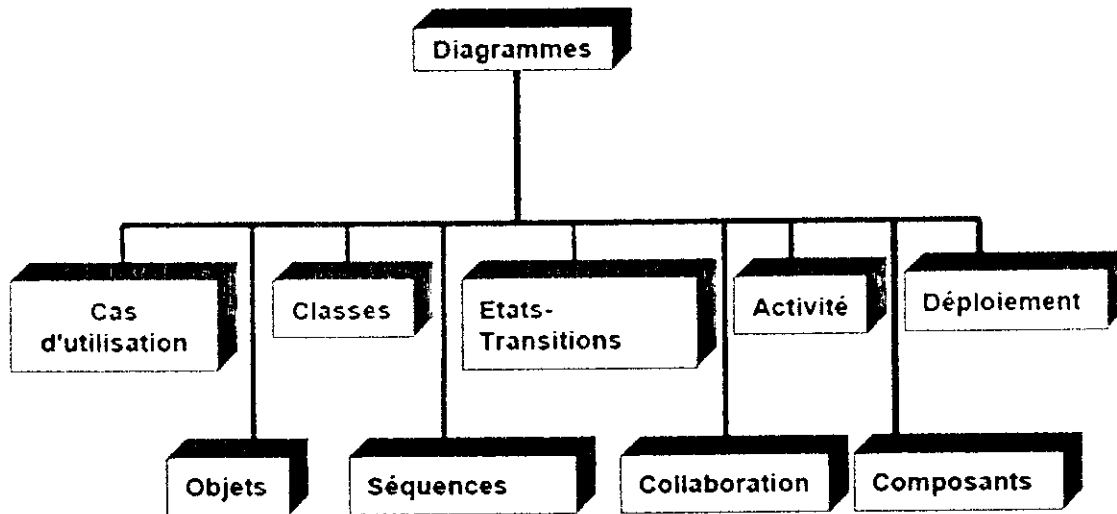 Diagrammes
Cas
d'utilisation
Classes
Etats-
Transitions
Activité
Déploiement
Objets
Séquences
Collaboration
Composants